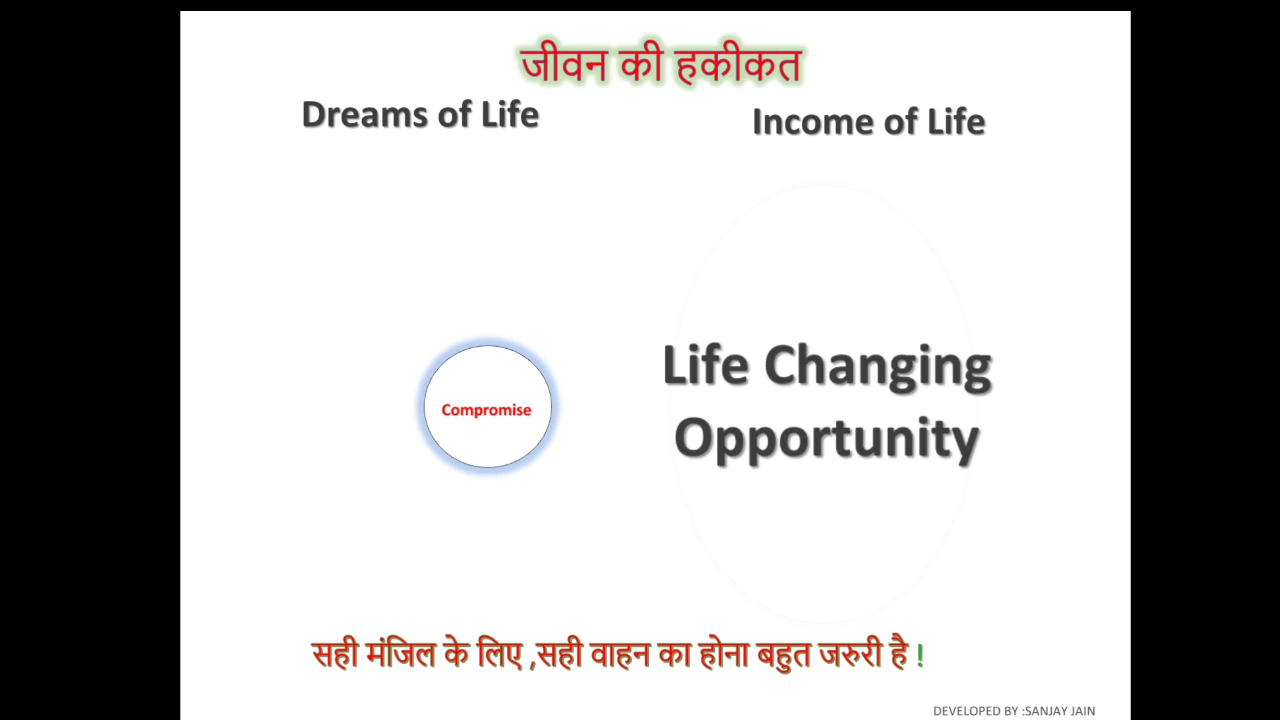 जीवन की हकीकत
Dreams of Life
Income of Life
Compromise
Life Changing
Opportunity
सही मंजिल के लिए ,सही वाहन का होना बहुत जरुरी है !
DEVELOPED BY :SANJAY JAIN